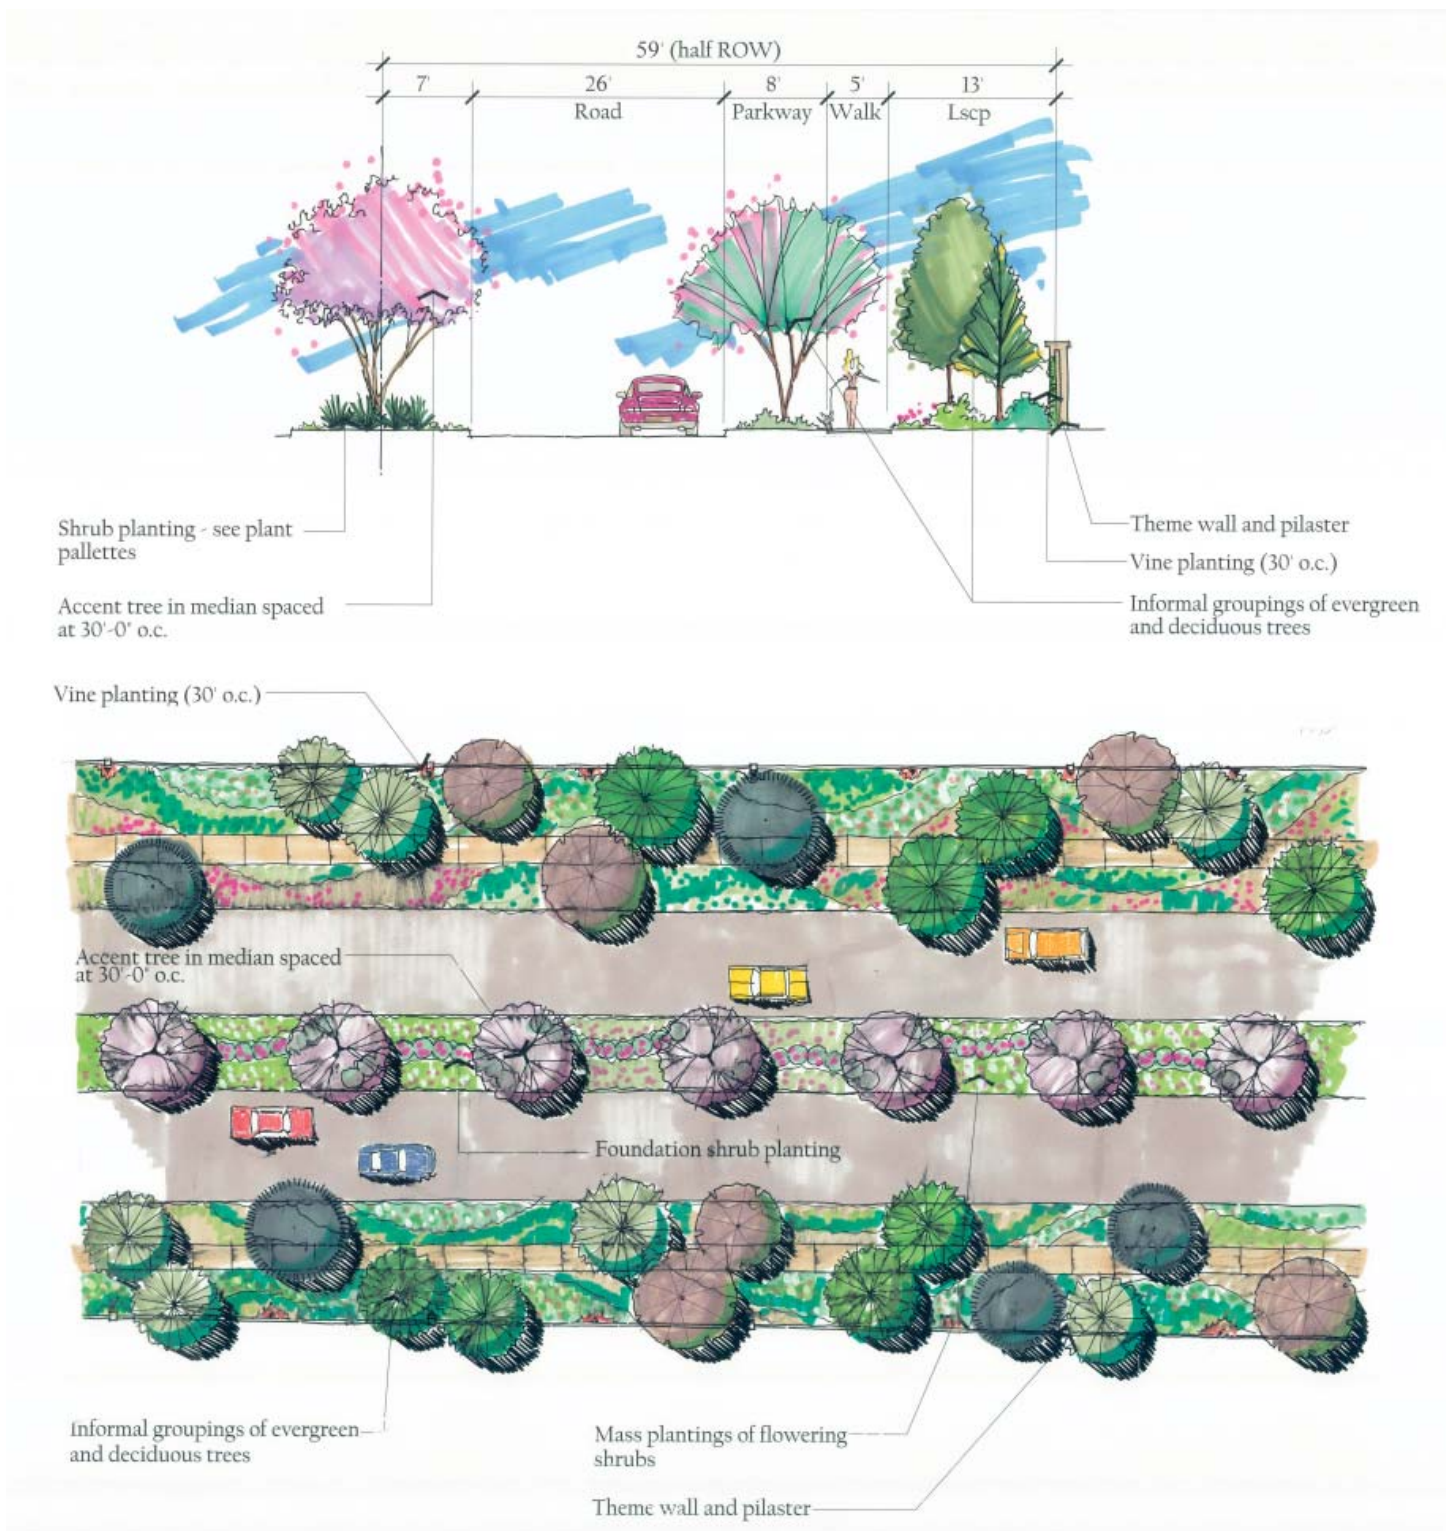 59' (half ROW)
7' 26' 8' 5' 13'
Road Parkway Walk Lscp
Shrub planting - see plant
pallettes
Accent tree in median spaced
at 30'-0" o.c.
Theme wall and pilaster
Vine planting (30' o.c.)
Informal groupings of evergreen
and deciduous trees
Vine planting (30' o.c.)
Accent tree in median spaced
at 30'-0" o.c.
Foundation shrub planting
Informal groupings of evergreen
and deciduous trees
Mass plantings of flowering
shrubs
Theme wall and pilaster